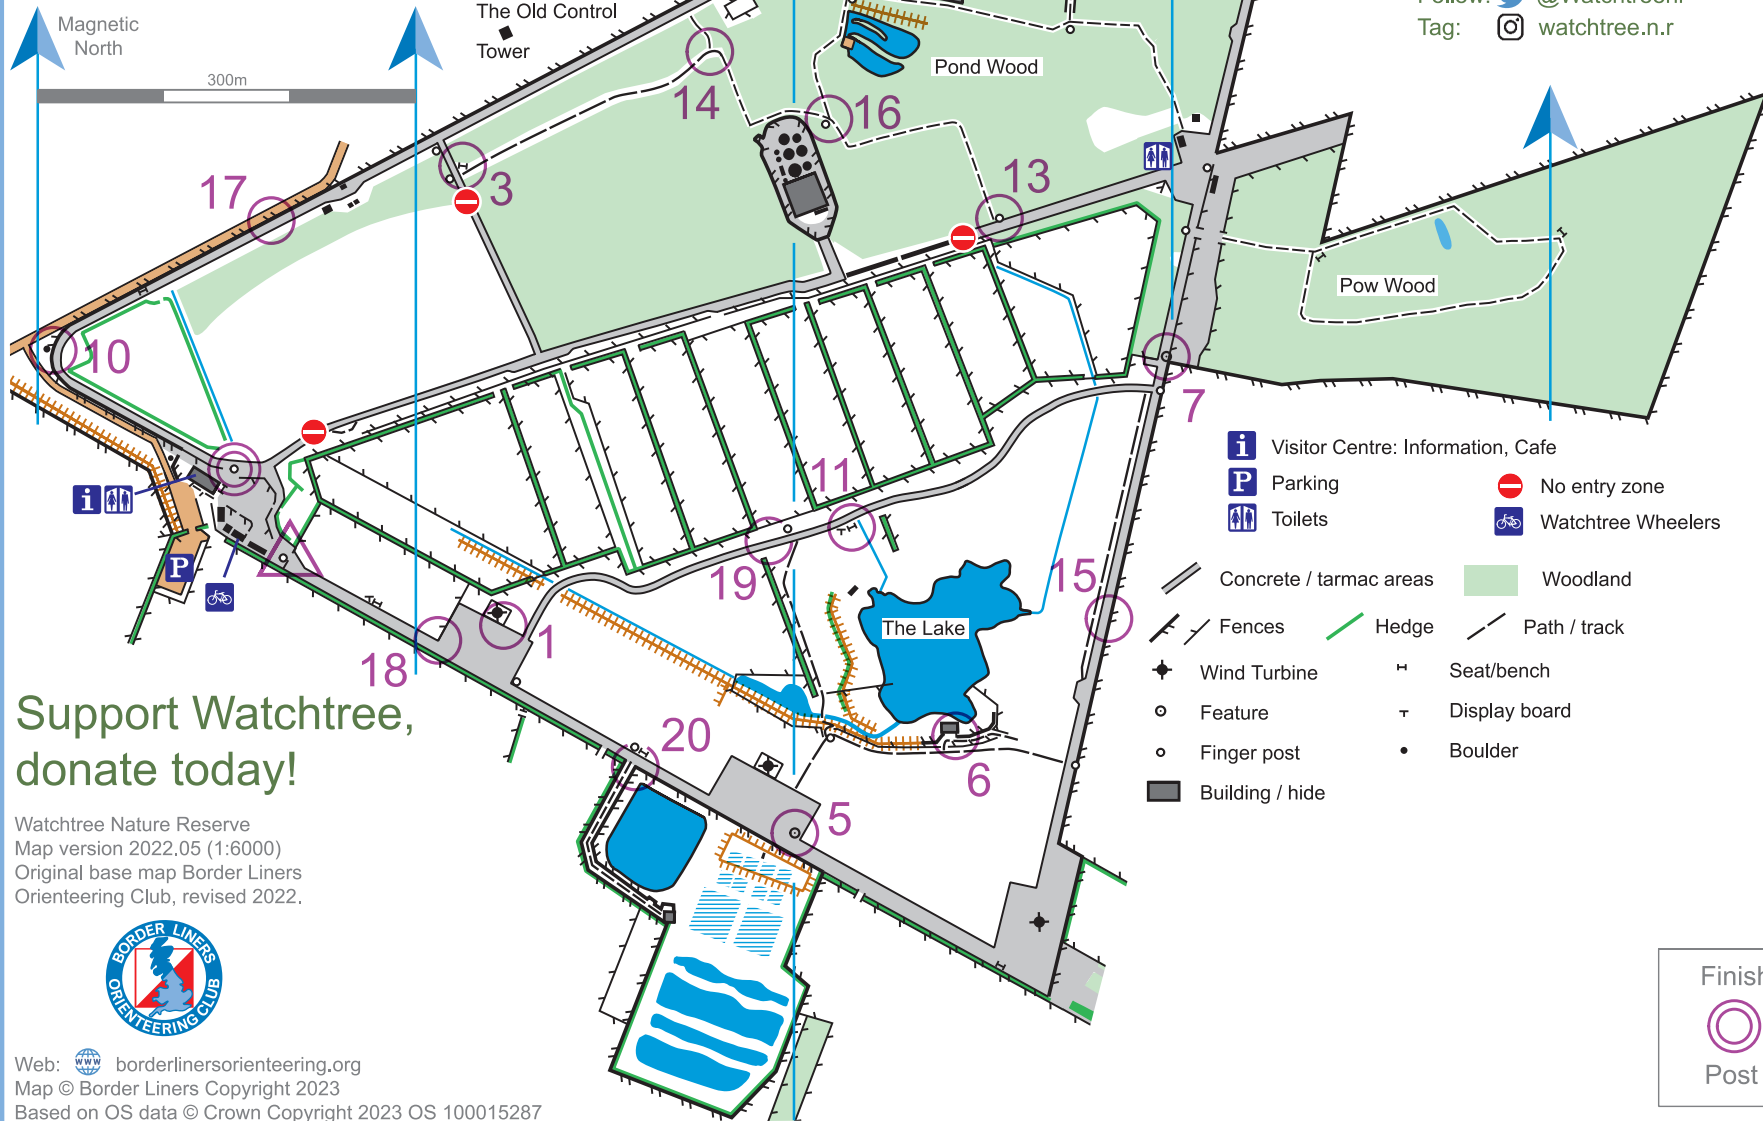 Magnetic
North
300m
The Old Control
Tower
Tag: watchtree.n.r
Pond Wood
14
16
17
3
13
Pow Wood
10
7
11
i
P
19
15
The Lake
1
18
20
6
5
i Visitor Centre: Information, Cafe
P Parking
No entry zone
Toilets
Watchtree Wheelers
Concrete / tarmac areas
Woodland
Fences
Hedge
Path / track
Wind Turbine
Seat/bench
Feature
Display board
Finger post
Boulder
Building / hide
Support Watchtree,
donate today!
Watchtree Nature Reserve
Map version 2022.05 (1:6000)
Original base map Border Liners
Orienteering Club, revised 2022.
BORDER LINERS
ORIENTEERING CLUB
Web: www borderlinersorienteering.org
Map © Border Liners Copyright 2023
Based on OS data © Crown Copyright 2023 OS 100015287
Finish
Post